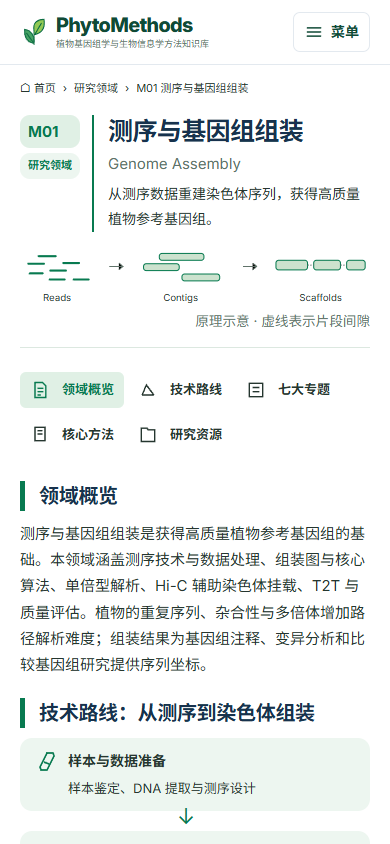 PhytoMethods
植物基因组学与生物信息学方法知识库
菜单
首页 › 研究领域 › M01 测序与基因组组装
M01
研究领域
测序与基因组组装
Genome Assembly
从测序数据重建染色体序列，获得高质量
植物参考基因组。
Reads
Contigs
Scaffolds
原理示意 · 虚线表示片段间隙
领域概览
技术路线
七大专题
核心方法
研究资源
领域概览
测序与基因组组装是获得高质量植物参考基因组的基
础。本领域涵盖测序技术与数据处理、组装图与核心
算法、单倍型解析、Hi-C 辅助染色体挂载、T2T 与
质量评估。植物的重复序列、杂合性与多倍体增加路
径解析难度；组装结果为基因组注释、变异分析和比
较基因组研究提供序列坐标。
技术路线：从测序到染色体组装
样本与数据准备
样本鉴定、DNA 提取与测序设计